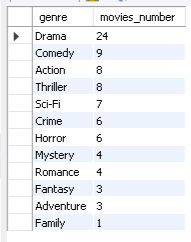 genre movies_number
Drama 24
Comedy 9
Action 8
Thriller 8
Sci-Fi 7
Crime 6
Horror 6
Mystery 4
Romance 4
Fantasy 3
Adventure 3
Family 1